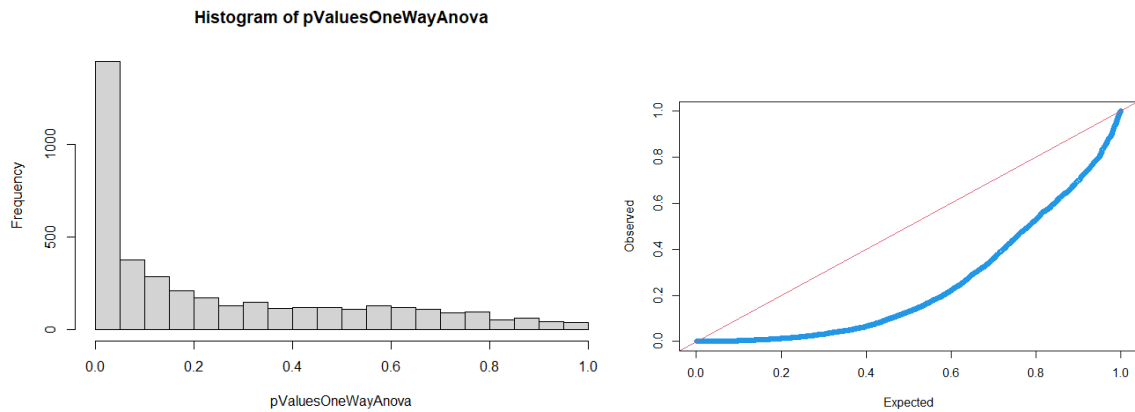 Histogram of pValuesOneWayAnova
Frequency
0 500 1000
0.0 0.2 0.4 0.6 0.8 1.0
pValuesOneWayAnova
Observed
0.0 0.2 0.4 0.6 0.8 1.0
0.0 0.2 0.4 0.6 0.8 1.0
Expected